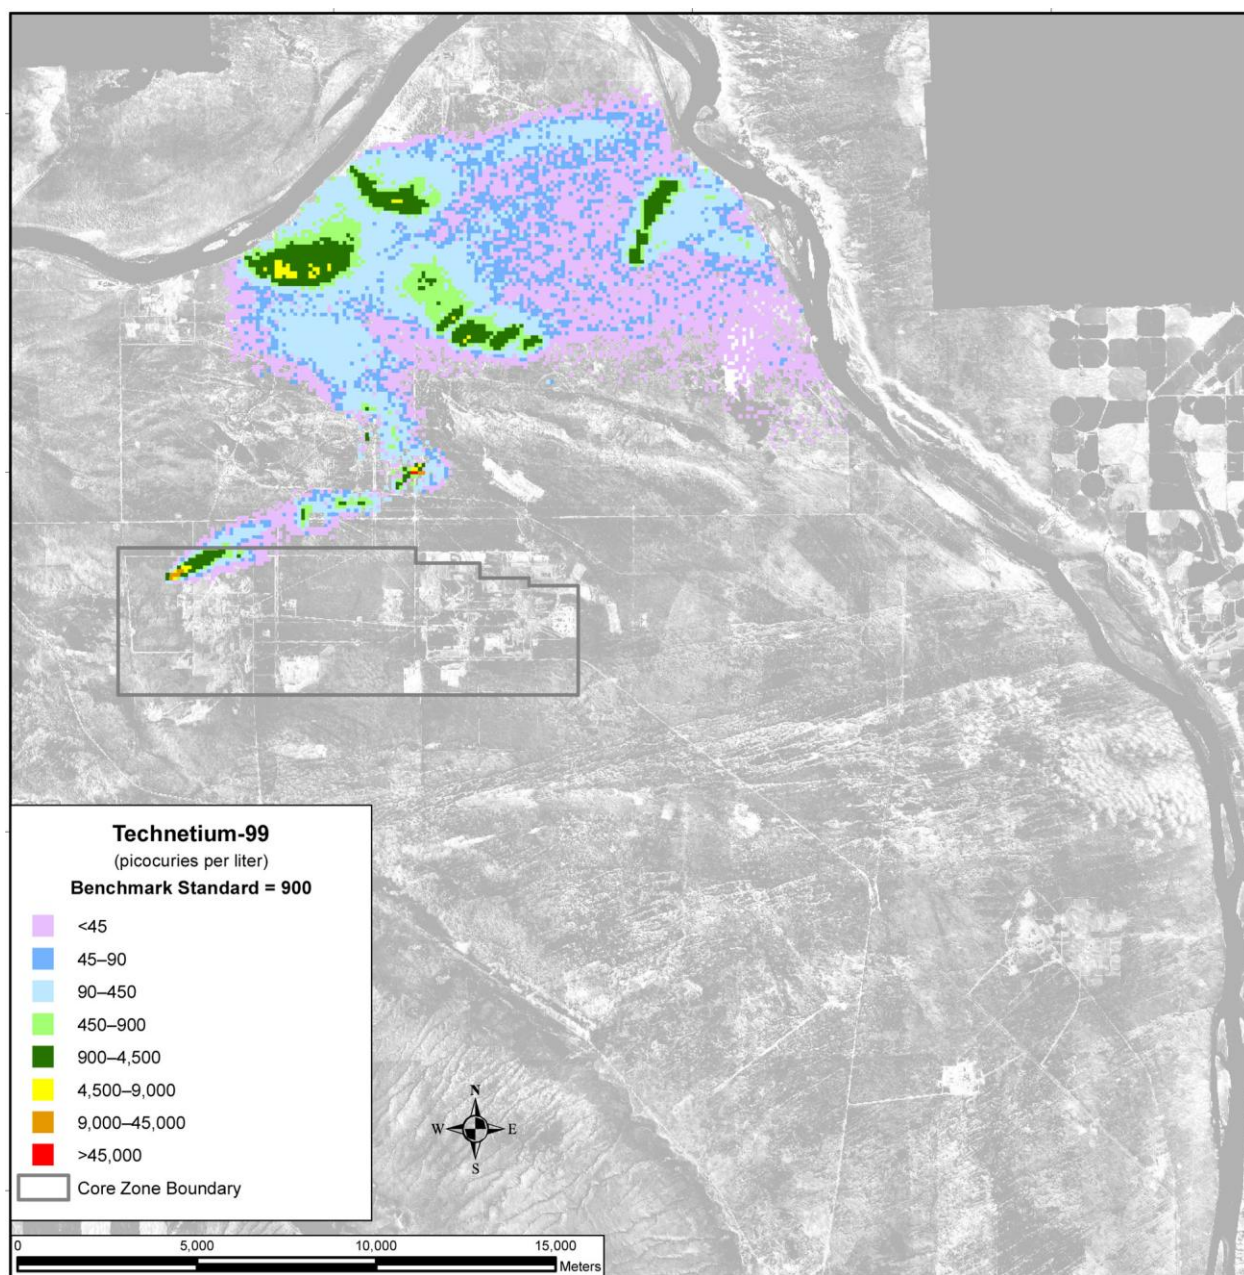 Technetium-99
(picocuries per liter)
Benchmark Standard = 900
<45
45–90
90–450
450–900
900–4,500
4,500–9,000
9,000–45,000
>45,000
Core Zone Boundary
N
W E
S
0 5,000 10,000 15,000
Meters